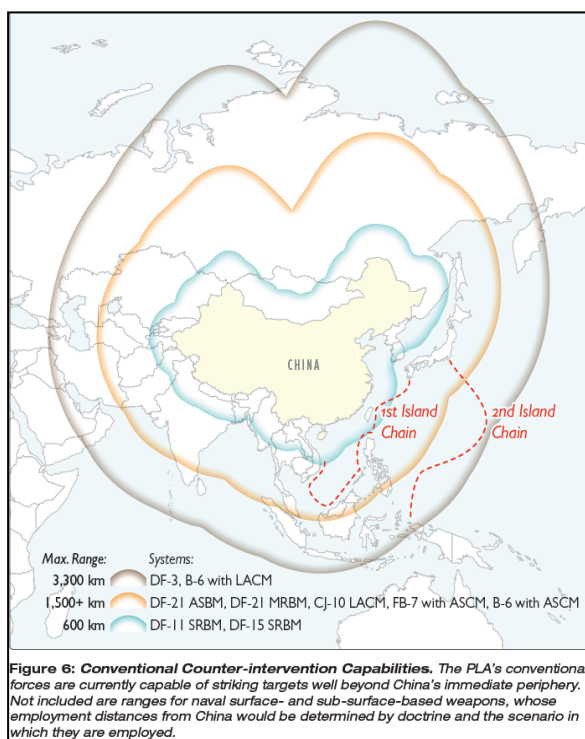 CHINA
1st Island
Chain
2nd Island
Chain
Max. Range: Systems:
3,300 km DF-3, B-6 with LACM
1,500+ km DF-21 ASBM, DF-21 MRBM, CJ-10 LACM, FB-7 with ASCM, B-6 with ASCM
600 km DF-11 SRBM, DF-15 SRBM
Figure 6: Conventional Counter-intervention Capabilities. The PLA's conventional
forces are currently capable of striking targets well beyond China's immediate periphery.
Not included are ranges for naval surface- and sub-surface-based weapons, whose
employment distances from China would be determined by doctrine and the scenario in
which they are employed.